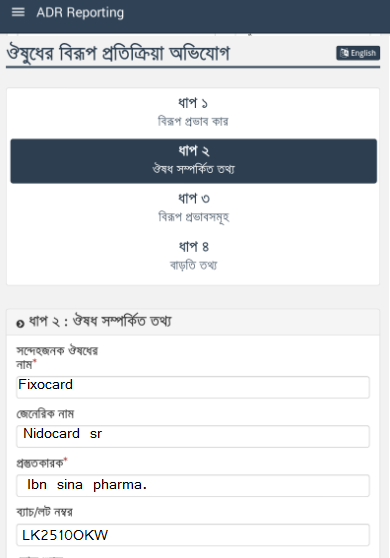 ADR Reporting
ঔষুধের বিরূপ প্রতিক্রিয়া অভিযোগ
English
ধাপ ১
বিরূপ প্রভাব কার
ধাপ ২
ঔষধ সম্পর্কিত তথ্য
ধাপ ৩
বিরূপ প্রভাবসমূহ
ধাপ ৪
বাড়তি তথ্য
ধাপ ২ : ঔষধ সম্পর্কিত তথ্য
সন্দেহজনক ঔষধের
নাম*
Fixocard
জেনেরিক নাম
Nidocard sr
প্রস্তুতকারক*
Ibn sina pharma.
ব্যাচ/লট নম্বর
LK2510OKW